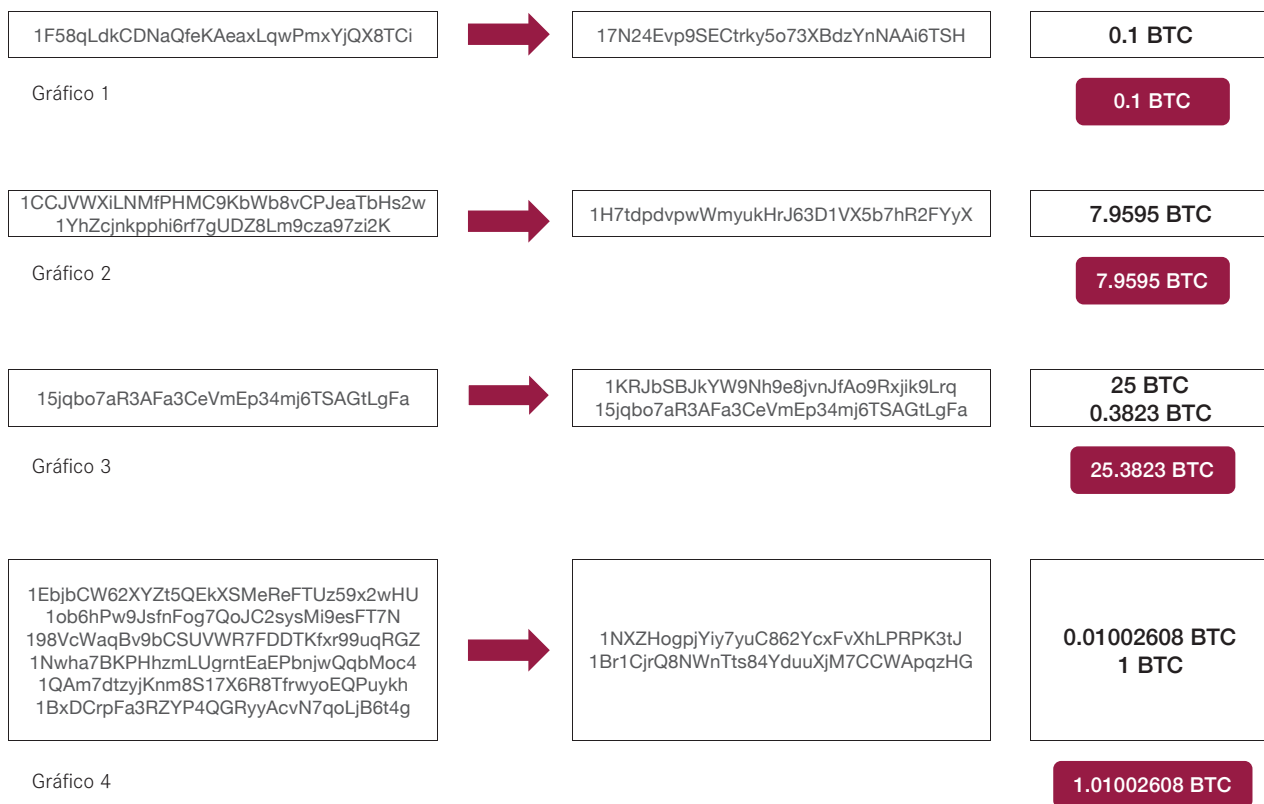 1F58qLdkCDNaQfeKAeaxLqwPmxYjQX8TCi
17N24Evp9SECtrky5o73XBdzYnNAAi6TSH
0.1 BTC
Gráfico 1
0.1 BTC
1CCJVWXiLNMfPHMC9KbWb8vCPJeaTbHs2w
1YhZcjnkpphi6rf7gUDZ8Lm9cza97zi2K
1H7tdpdvpwWmyukHrJ63D1VX5b7hR2FYyX
7.9595 BTC
Gráfico 2
7.9595 BTC
15jqbo7aR3AFa3CeVmEp34mj6TSAGtLgFa
1KRJbSBJkYW9Nh9e8jvnJfAo9Rxjik9Lrq
15jqbo7aR3AFa3CeVmEp34mj6TSAGtLgFa
25 BTC
0.3823 BTC
Gráfico 3
25.3823 BTC
1EbjbCW62XYZt5QEkXSMeReFTUz59x2wHU
1ob6hPw9JsfnFog7QoJC2sysMi9esFT7N
198VcWaqBv9bCSUVWR7FDDTKfxr99uqRGZ
1Nwha7BKPHhzmLUgrntEaEPbnjwQqbMoc4
1QAm7dtzyjKnm8S17X6R8TfrwyoEQPuykh
1BxDCrpFa3RZYP4QGRyyAcvN7qoLjB6t4g
1NXZHogpjYiy7yuC862YcxFvXhLPRPK3tJ
1Br1CjrQ8NWnTts84YduuXjM7CCWApqzHG
0.01002608 BTC
1 BTC
Gráfico 4
1.01002608 BTC